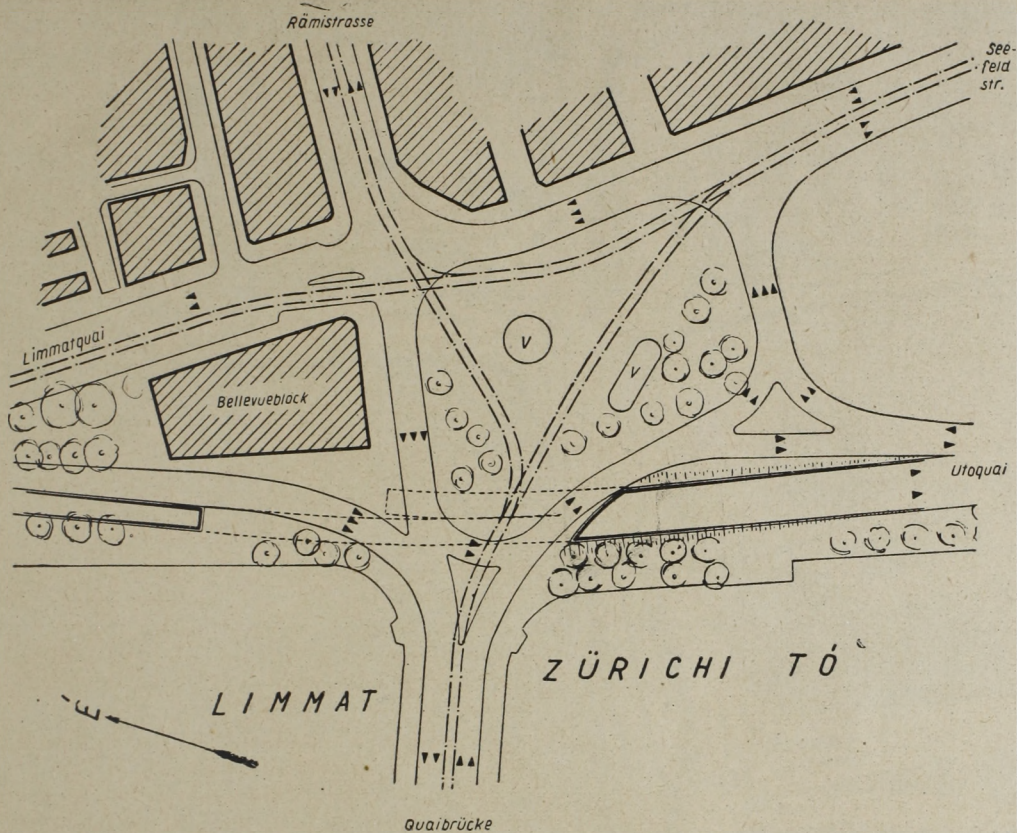 Rämistrasse
See-
feld
str.
Limmatquai
V
V
Bellevueblock
Utoquai
ZÜRICHI TÓ
LIMMAT
É
Quaibrücke